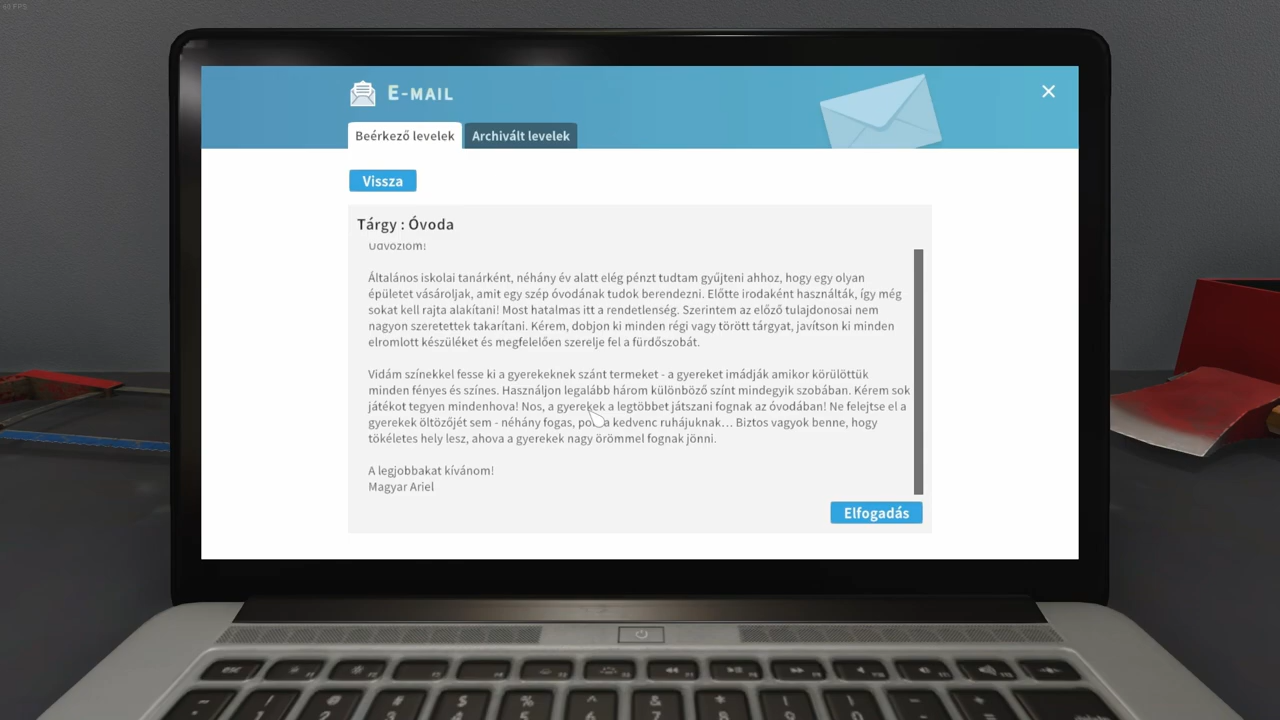 60 FPS
E-MAIL
Beérkező levelek
Archivált levelek
Vissza
Tárgy : Óvoda
Üdvözlöm!
Általános iskolai tanárként, néhány év alatt elég pénzt tudtam gyűjteni ahhoz, hogy egy olyan
épületet vásároljak, amit egy szép óvodának tudok berendezni. Előtte irodaként használták, így még
sokat kell rajta alakítani! Most hatalmas itt a rendetlenség. Szerintem az előző tulajdonosai nem
nagyon szeretettek takarítani. Kérem, dobjon ki minden régi vagy törött tárgyat, javítson ki minden
elromlott készüléket és megfelelően szerelje fel a fürdőszobát.
Vidám színekkel fesse ki a gyerekeknek szánt termeket - a gyereket imádják amikor körülöttük
minden fényes és színes. Használjon legalább három különböző színt mindegyik szobában. Kérem sok
játékot tegyen mindenhova! Nos, a gyerekek a legtöbbet játszani fognak az óvodában! Ne felejtse el a
gyerekek öltözőjét sem - néhány fogas, polc a kedvenc ruhájuknak... Biztos vagyok benne, hogy
tökéletes hely lesz, ahova a gyerekek nagy örömmel fognak jönni.
A legjobbakat kívánom!
Magyar Ariel
Elfogadás